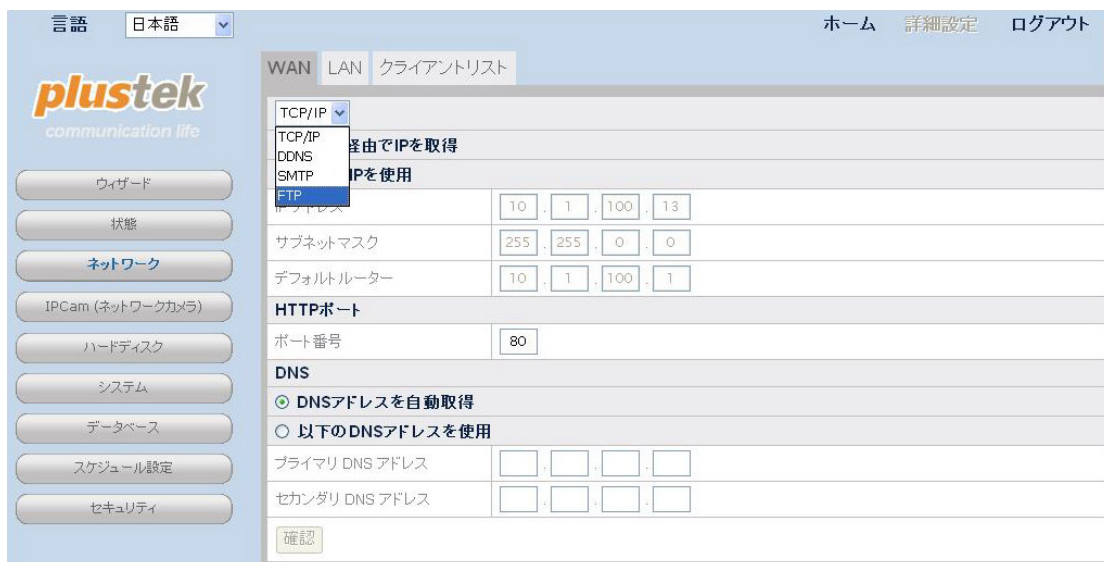 言語 日本語 ホーム 詳細設定 ログアウト
plustek
communication life
ウィザード
状態
ネットワーク
IPCam (ネットワークカメラ)
ハードディスク
システム
データベース
スケジュール設定
セキュリティ
WAN LAN クライアントリスト
TCP/IP
TCP/IP
DDNS
SMTP
FTP
経由でIPを取得
IPを使用
IPアドレス 10 . 1 . 100 . 13
サブネットマスク 255 . 255 . 0 . 0
デフォルトルーター 10 . 1 . 100 . 1
HTTPポート
ポート番号 80
DNS
DNSアドレスを自動取得
以下のDNSアドレスを使用
プライマリ DNS アドレス . . .
セカンダリ DNS アドレス . . .
確認